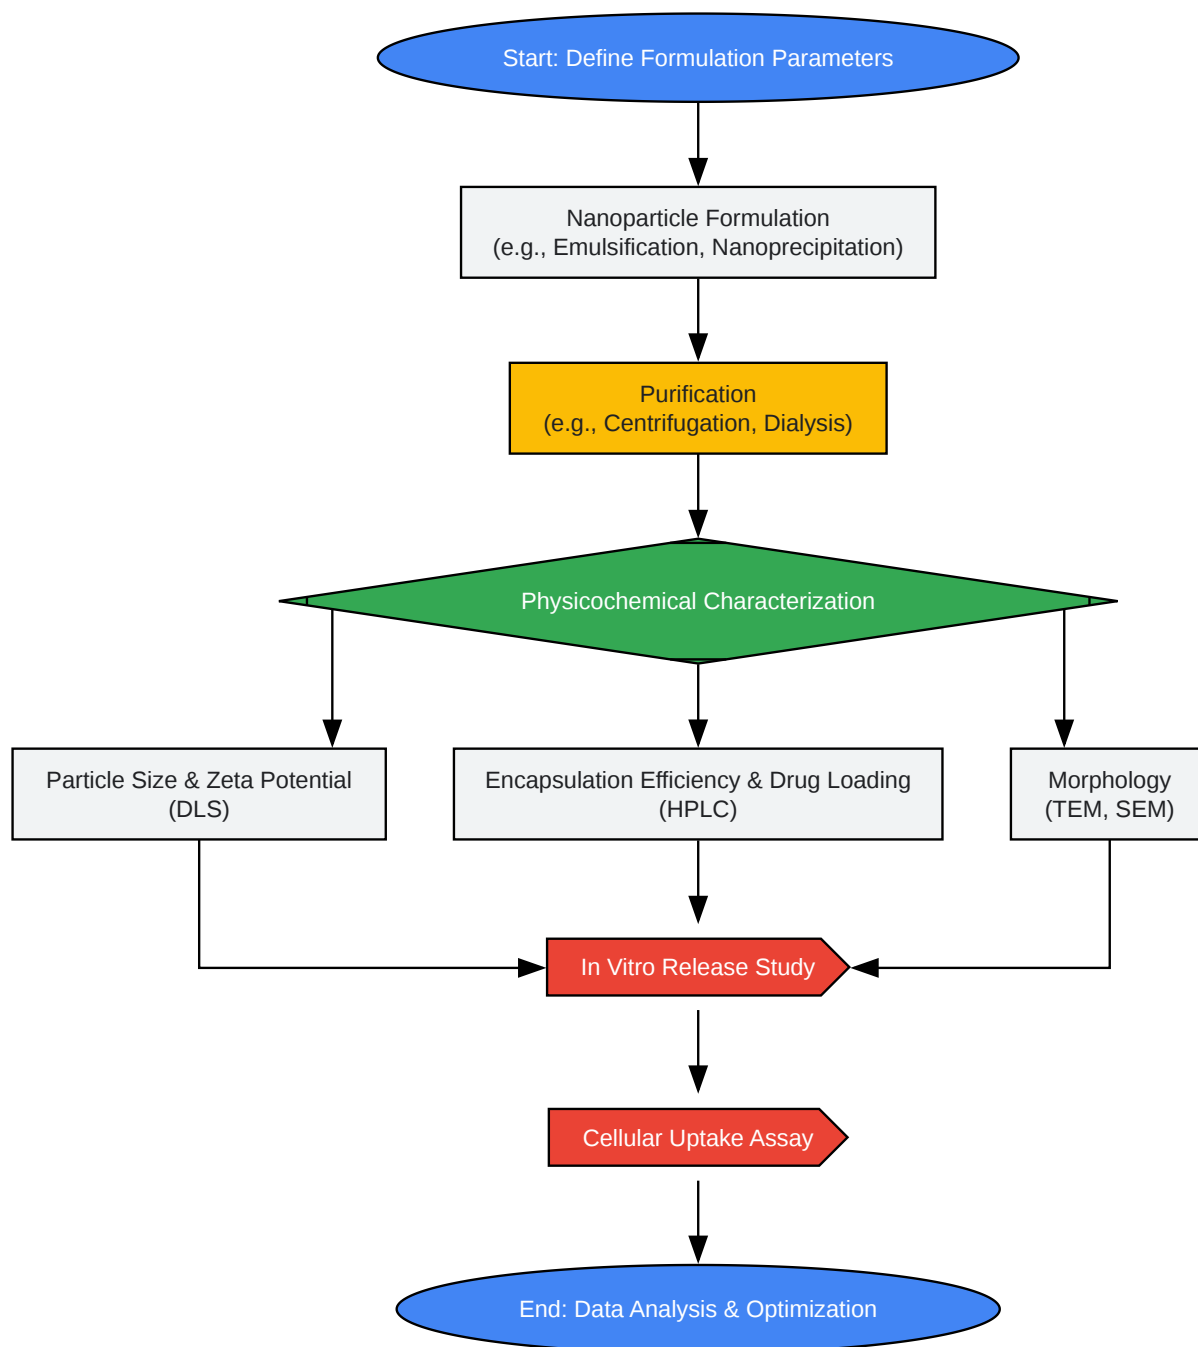 Start: Define Formulation Parameters
Nanoparticle Formulation
(e.g., Emulsification, Nanoprecipitation)
Purification
(e.g., Centrifugation, Dialysis)
Physicochemical Characterization
Particle Size & Zeta Potential
(DLS)
Encapsulation Efficiency & Drug Loading
(HPLC)
Morphology
(TEM, SEM)
In Vitro Release Study
Cellular Uptake Assay
End: Data Analysis & Optimization